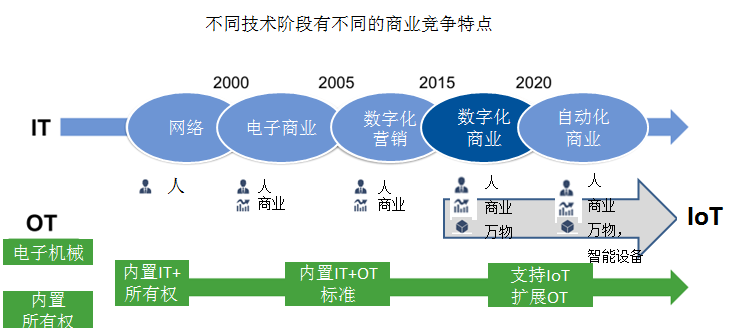 不同技术阶段有不同的商业竞争特点
2000
2005
2015
2020
IT
网络
电子商业
数字化
营销
数字化
商业
自动化
商业
人
人
商业
人
商业
人
商业
万物
人
商业
万物，
智能设备
IoT
OT
电子机械
内置
所有权
内置IT+
所有权
内置IT+OT
标准
支持IoT
扩展OT